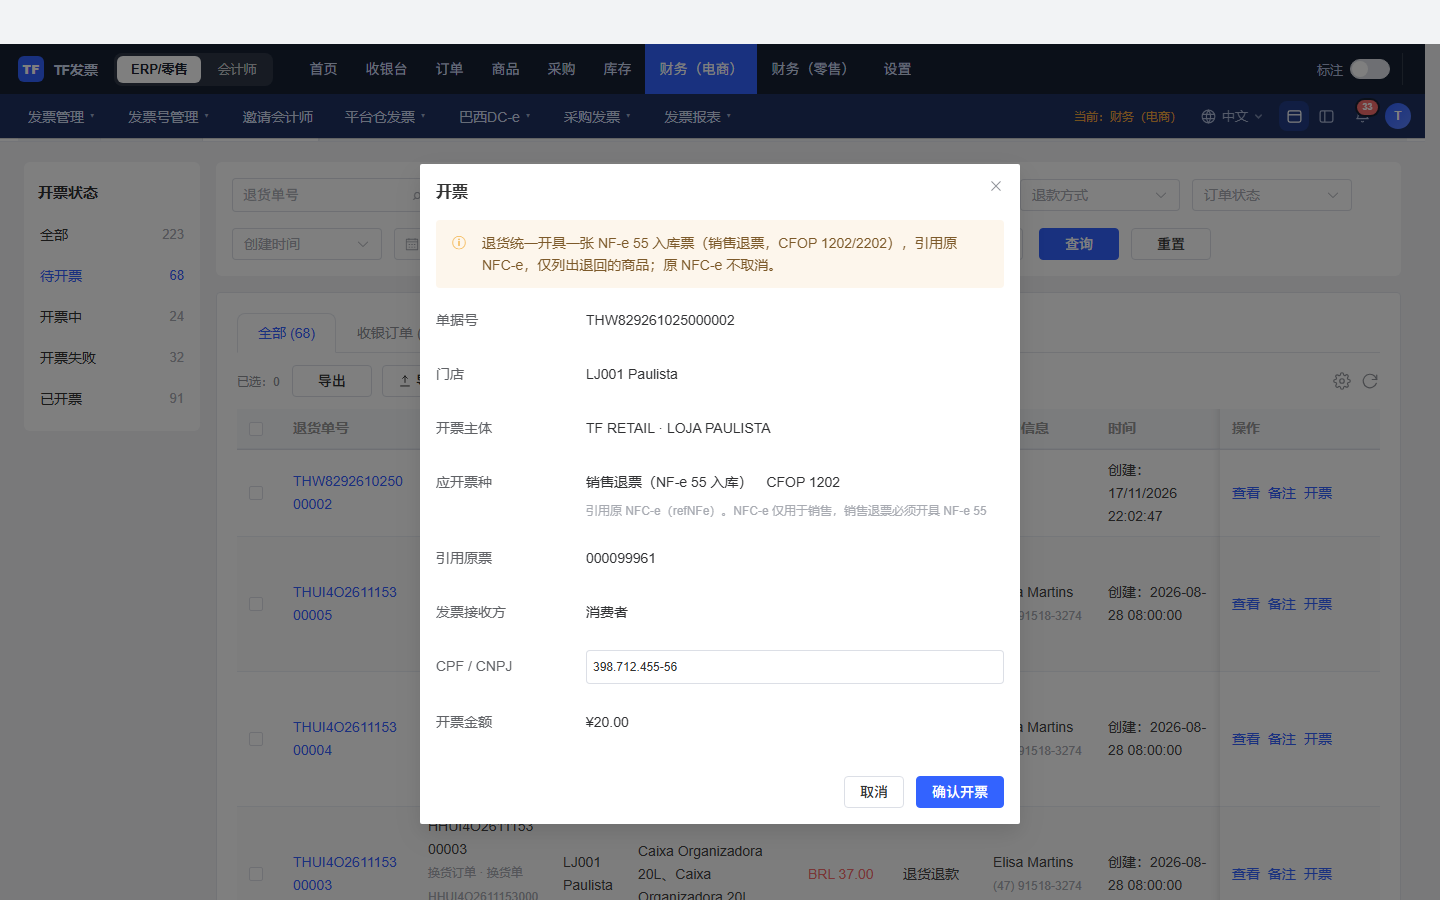 TF TF发票 ERP/零售 会计师 首页 收银台 订单 商品 采购 库存 财务（电商） 财务（零售） 设置 标注
发票管理 发票号管理 邀请会计师 平台仓发票 巴西DC-e 采购发票 发票报表 当前：财务（电商） 中文 33 T
开票状态
全部 223
待开票 68
开票中 24
开票失败 32
已开票 91
退货单号 退款方式 订单状态
创建时间 查询 重置
全部 (68) 收银订单 (
已选：0 导出
退货单号 信息 时间 操作
THW8292610250
00002
创建：
17/11/2026
22:02:47
查看 备注 开票
THUI4O2611153
00005
a Martins
91518-3274
创建：2026-08-
28 08:00:00
查看 备注 开票
THUI4O2611153
00004
a Martins
91518-3274
创建：2026-08-
28 08:00:00
查看 备注 开票
THUI4O2611153
00003
HHUI4O2611153
00003
换货订单 · 换货单
HHUI4O2611153000
LJ001
Paulista
Caixa Organizadora
20L、Caixa
Organizadora 20L
BRL 37.00
退货退款
Elisa Martins
(47) 91518-3274
创建：2026-08-
28 08:00:00
查看 备注 开票
开票
退货统一开具一张 NF-e 55 入库票（销售退票，CFOP 1202/2202），引用原
NFC-e，仅列出退回的商品；原 NFC-e 不取消。
单据号 THW829261025000002
门店 LJ001 Paulista
开票主体 TF RETAIL · LOJA PAULISTA
应开票种 销售退票（NF-e 55 入库） CFOP 1202
引用原 NFC-e（refNFe）。NFC-e 仅用于销售，销售退票必须开具 NF-e 55
引用原票 000099961
发票接收方 消费者
CPF / CNPJ 398.712.455-56
开票金额 ¥20.00
取消 确认开票